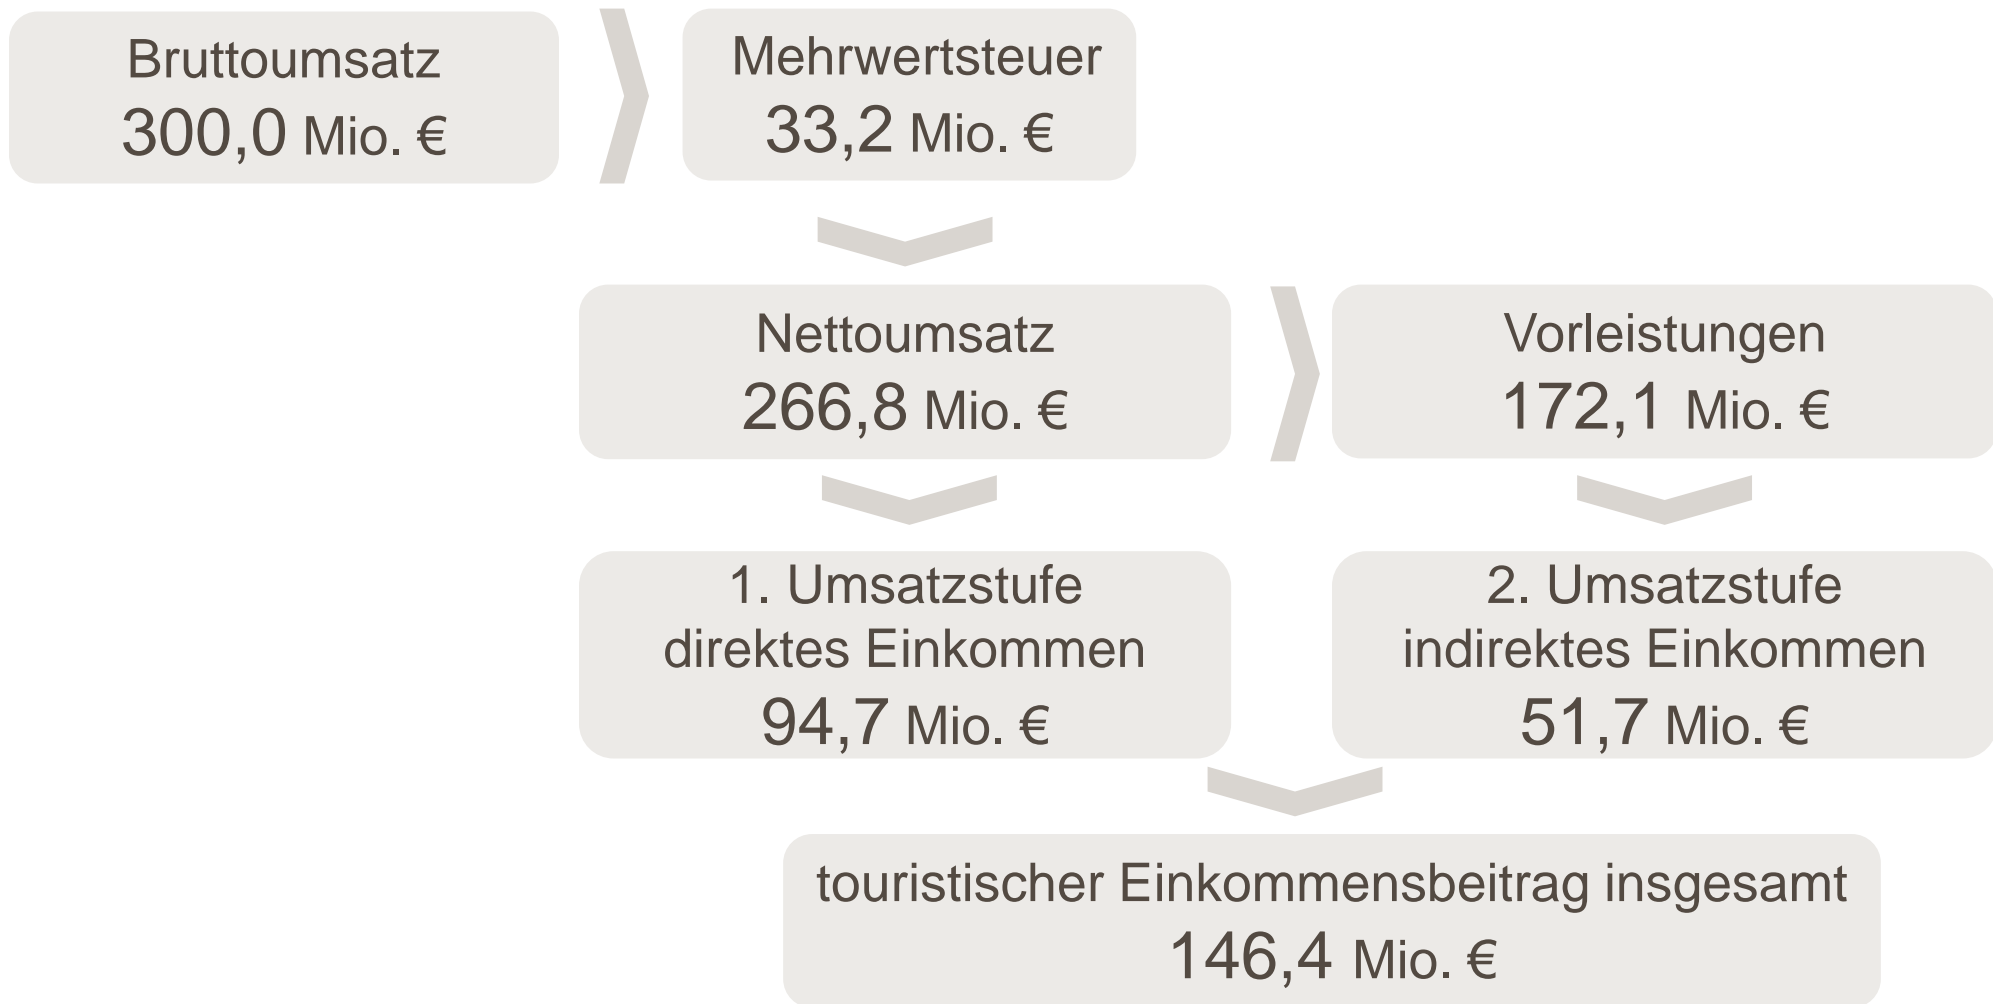 Bruttoumsatz
300,0 Mio. €
Mehrwertsteuer
33,2 Mio. €
Nettoumsatz
266,8 Mio. €
Vorleistungen
172,1 Mio. €
1. Umsatzstufe
direktes Einkommen
94,7 Mio. €
2. Umsatzstufe
indirektes Einkommen
51,7 Mio. €
touristischer Einkommensbeitrag insgesamt
146,4 Mio. €